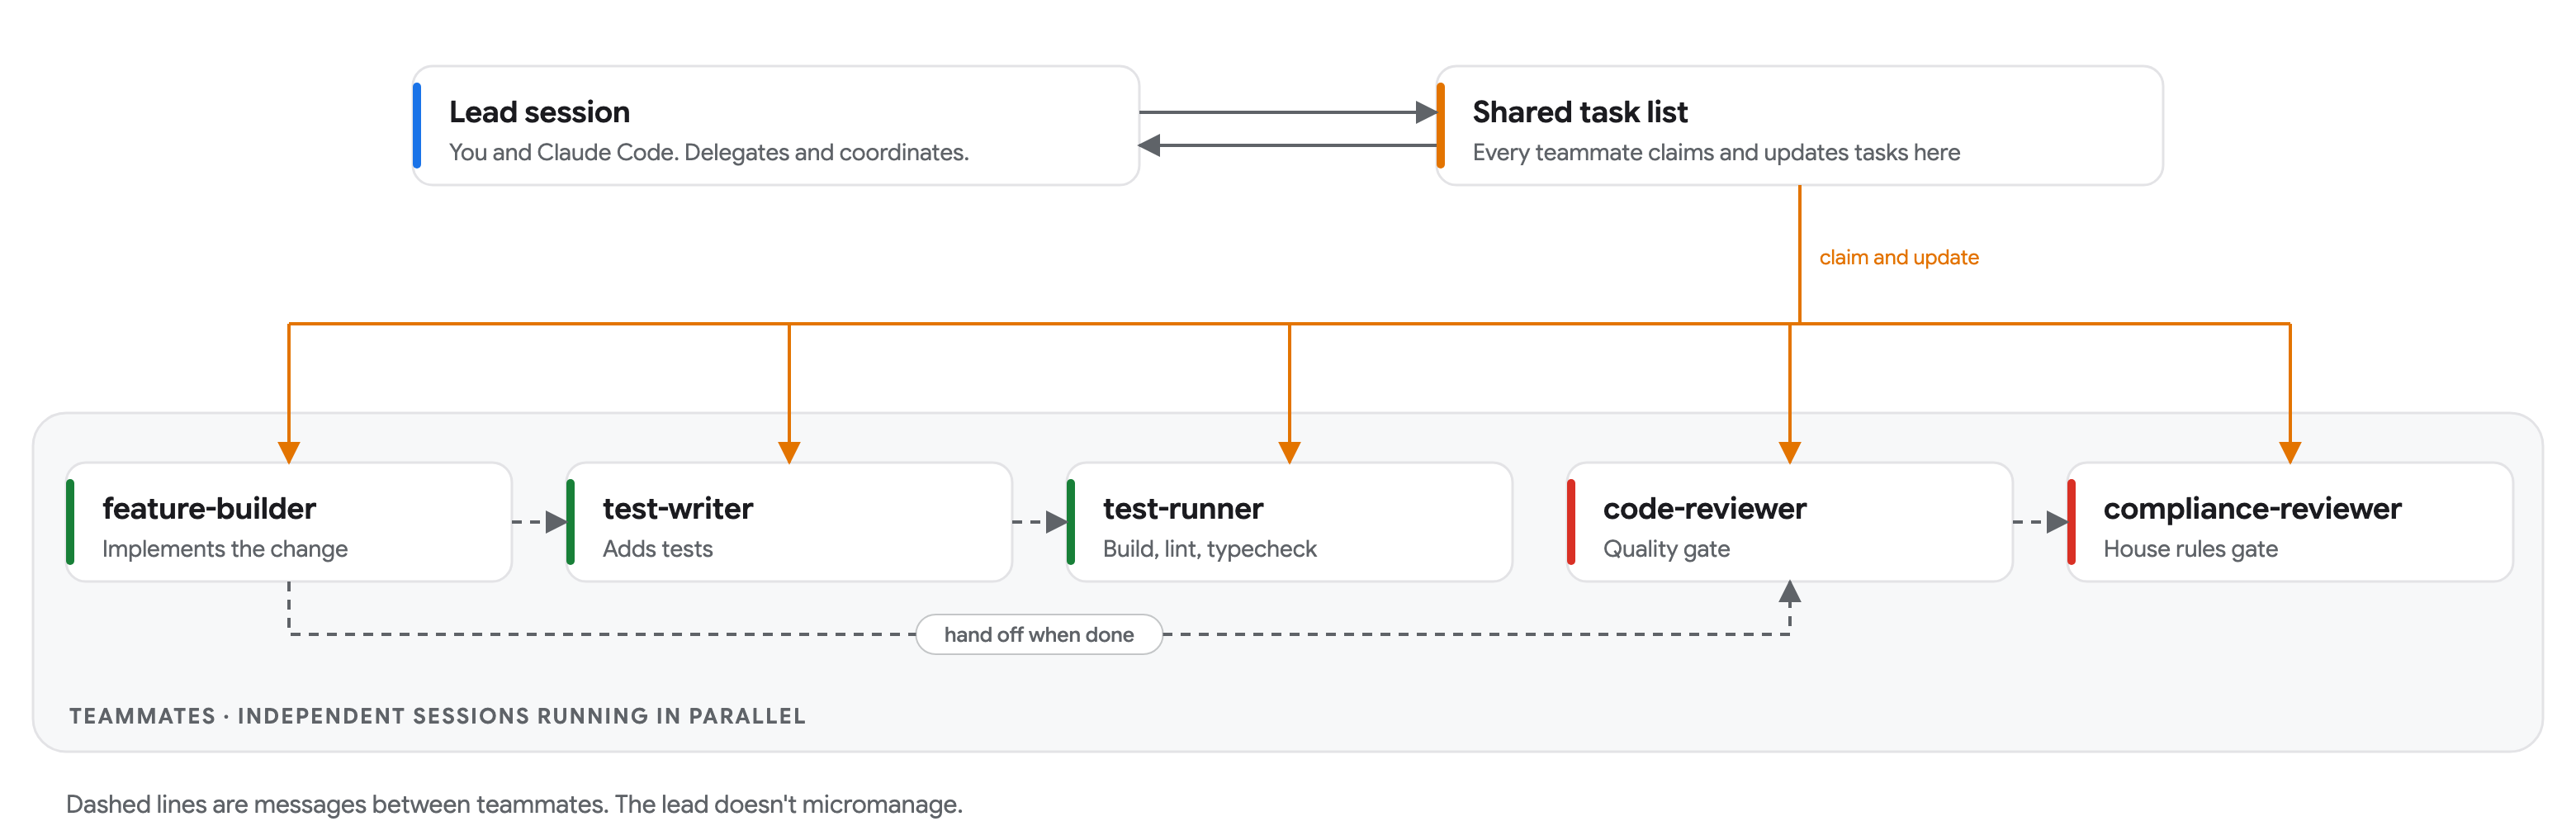 Lead session
You and Claude Code. Delegates and coordinates.
Shared task list
Every teammate claims and updates tasks here
claim and update
feature-builder
Implements the change
test-writer
Adds tests
test-runner
Build, lint, typecheck
code-reviewer
Quality gate
compliance-reviewer
House rules gate
hand off when done
TEAMMATES · INDEPENDENT SESSIONS RUNNING IN PARALLEL
Dashed lines are messages between teammates. The lead doesn't micromanage.